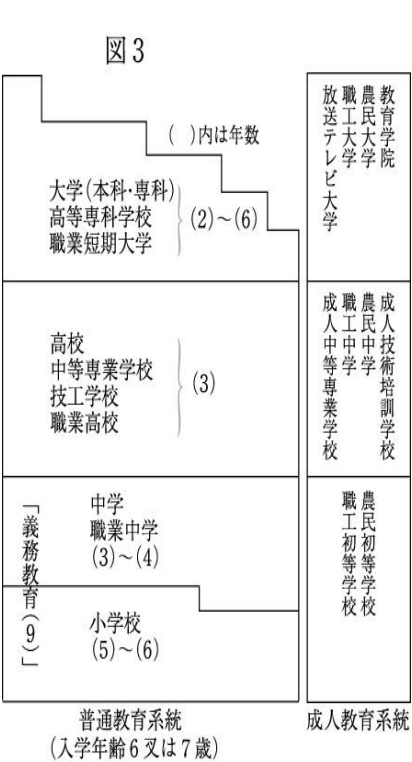 図3
( )内は年数
大学(本科・専科)
高等専科学校
職業短期大学
(2)~(6)
高校
中等専業学校
技工学校
職業高校
(3)
「義務教育(9)」
中学
職業中学
(3)~(4)
小学校
(5)~(6)
普通教育系統
(入学年齢6又は7歳)
教育学院
農民大学
職工大学
放送テレビ大学
成人技術培訓学校
農民中学
職工中学
成人中等専業学校
農民初等学校
職工初等学校
成人教育系統